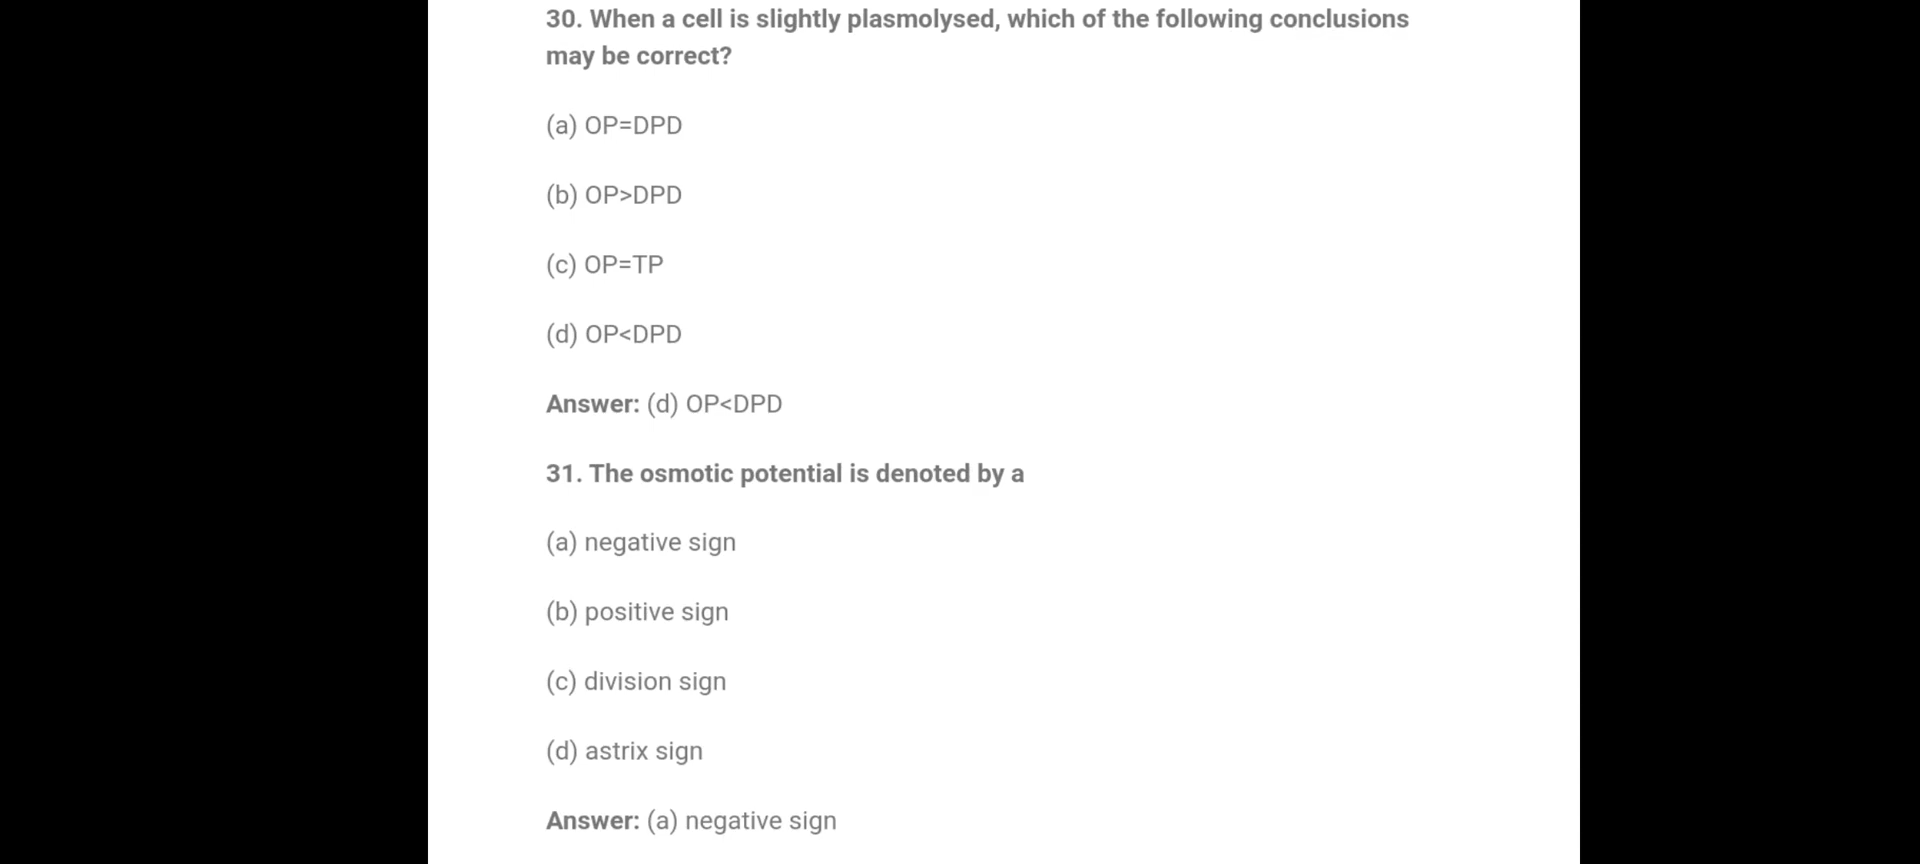 30. When a cell is slightly plasmolysed, which of the following conclusions
may be correct?
(a) OP=DPD
(b) OP>DPD
(c) OP=TP
(d) OP<DPD
Answer: (d) OP<DPD
31. The osmotic potential is denoted by a
(a) negative sign
(b) positive sign
(c) division sign
(d) astrix sign
Answer: (a) negative sign